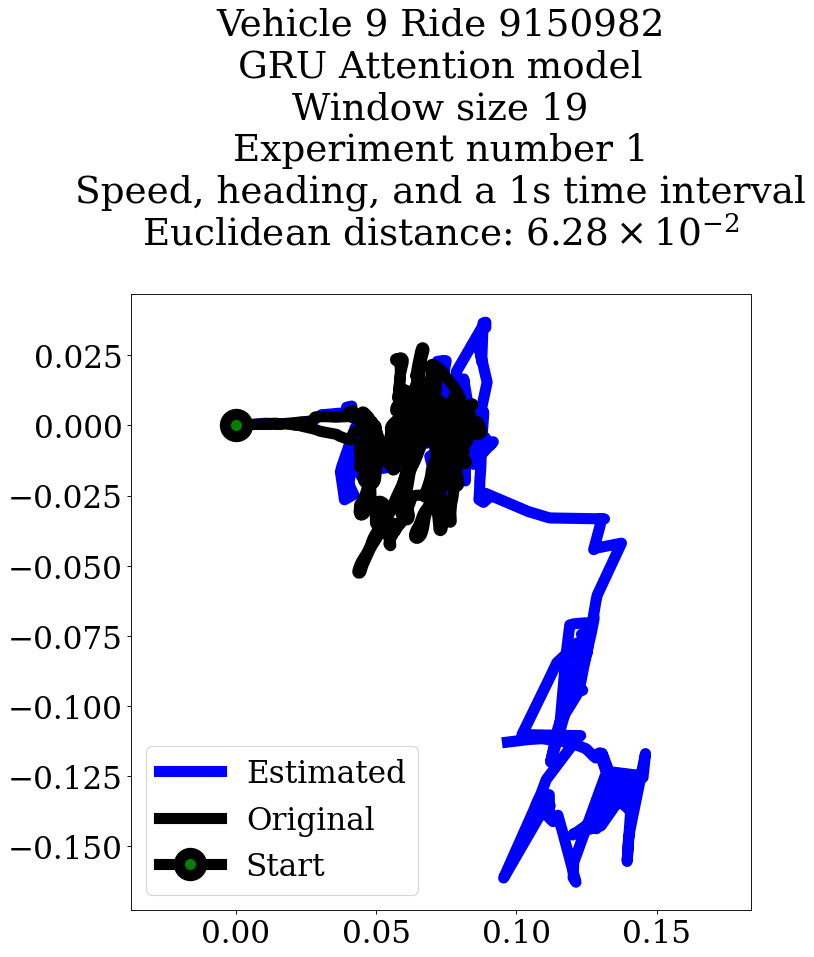 Vehicle 9 Ride 9150982
GRU Attention model
Window size 19
Experiment number 1
Speed, heading, and a 1s time interval
Euclidean distance: 6.28 × 10⁻²
0.025
0.000
−0.025
−0.050
−0.075
−0.100
−0.125
−0.150
Estimated
Original
Start
0.00 0.05 0.10 0.15